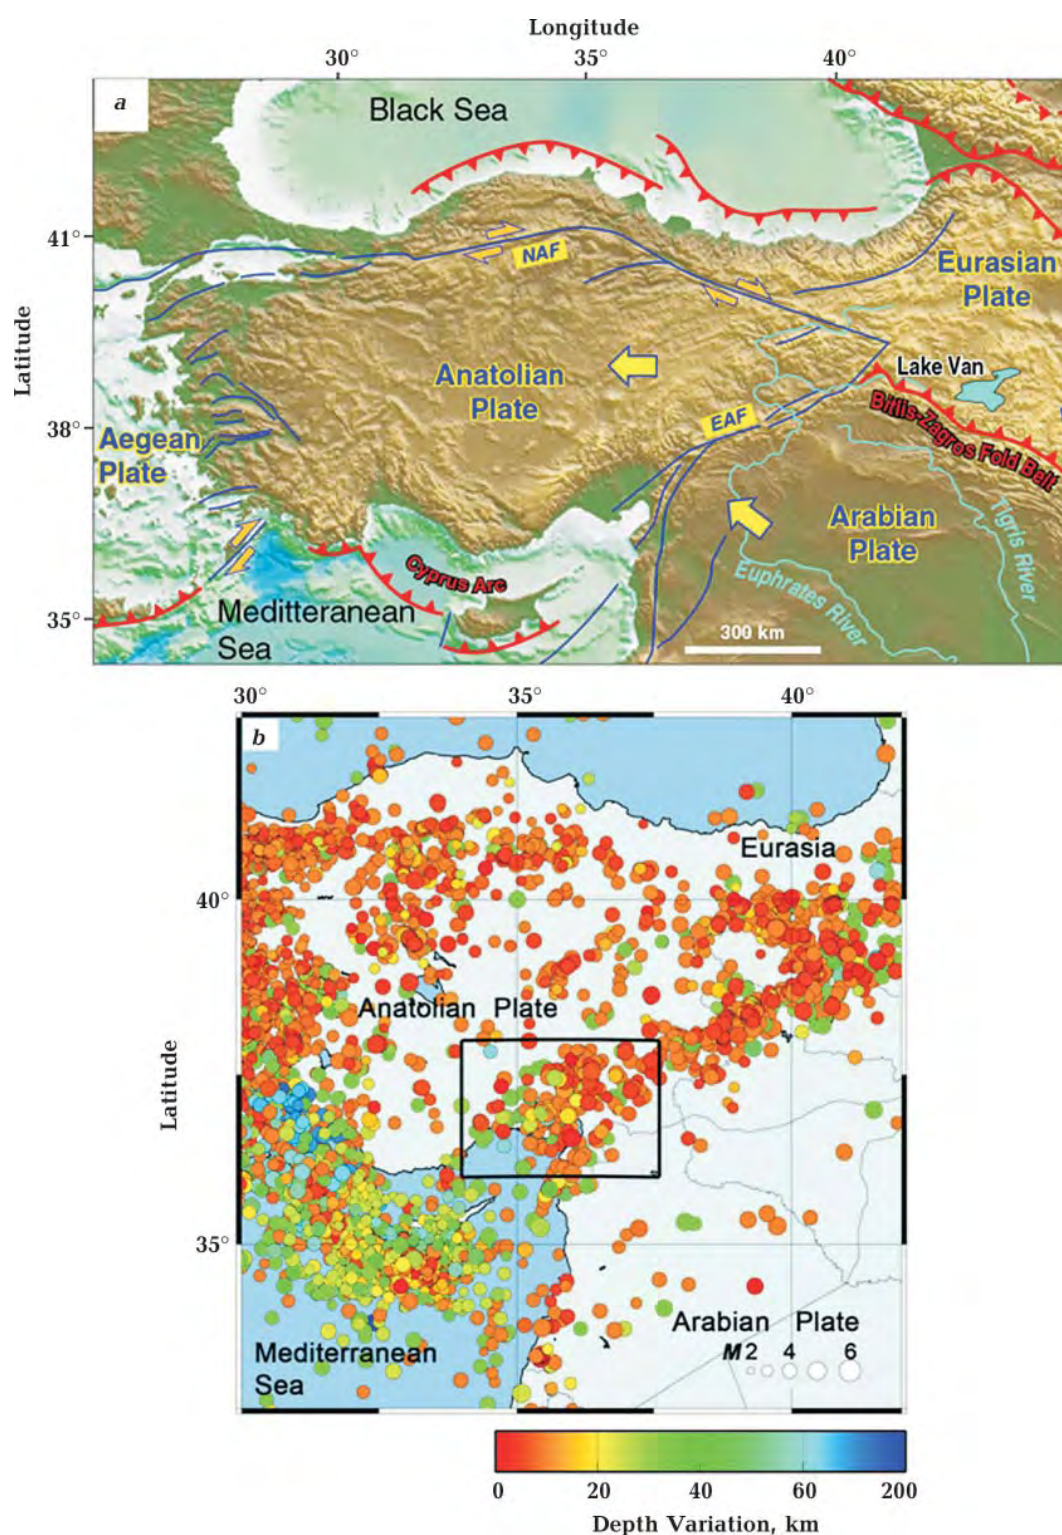 Longitude
30° 35° 40°
a
Black Sea
41°
NAF
Eurasian
Plate
Latitude
Lake Van
Anatolian
Plate
Bitlis-Zagros Fold Belt
EAF
38°
Aegean
Plate
Arabian
Plate
Tigris River
Cyprus Arc
Euphrates River
Meditteranean
Sea
35°
300 km
30° 35° 40°
b
Eurasia
40°
Anatolian Plate
Latitude
35°
Arabian Plate
M 2 4 6
Mediterranean
Sea
0 20 40 60 200
Depth Variation, km